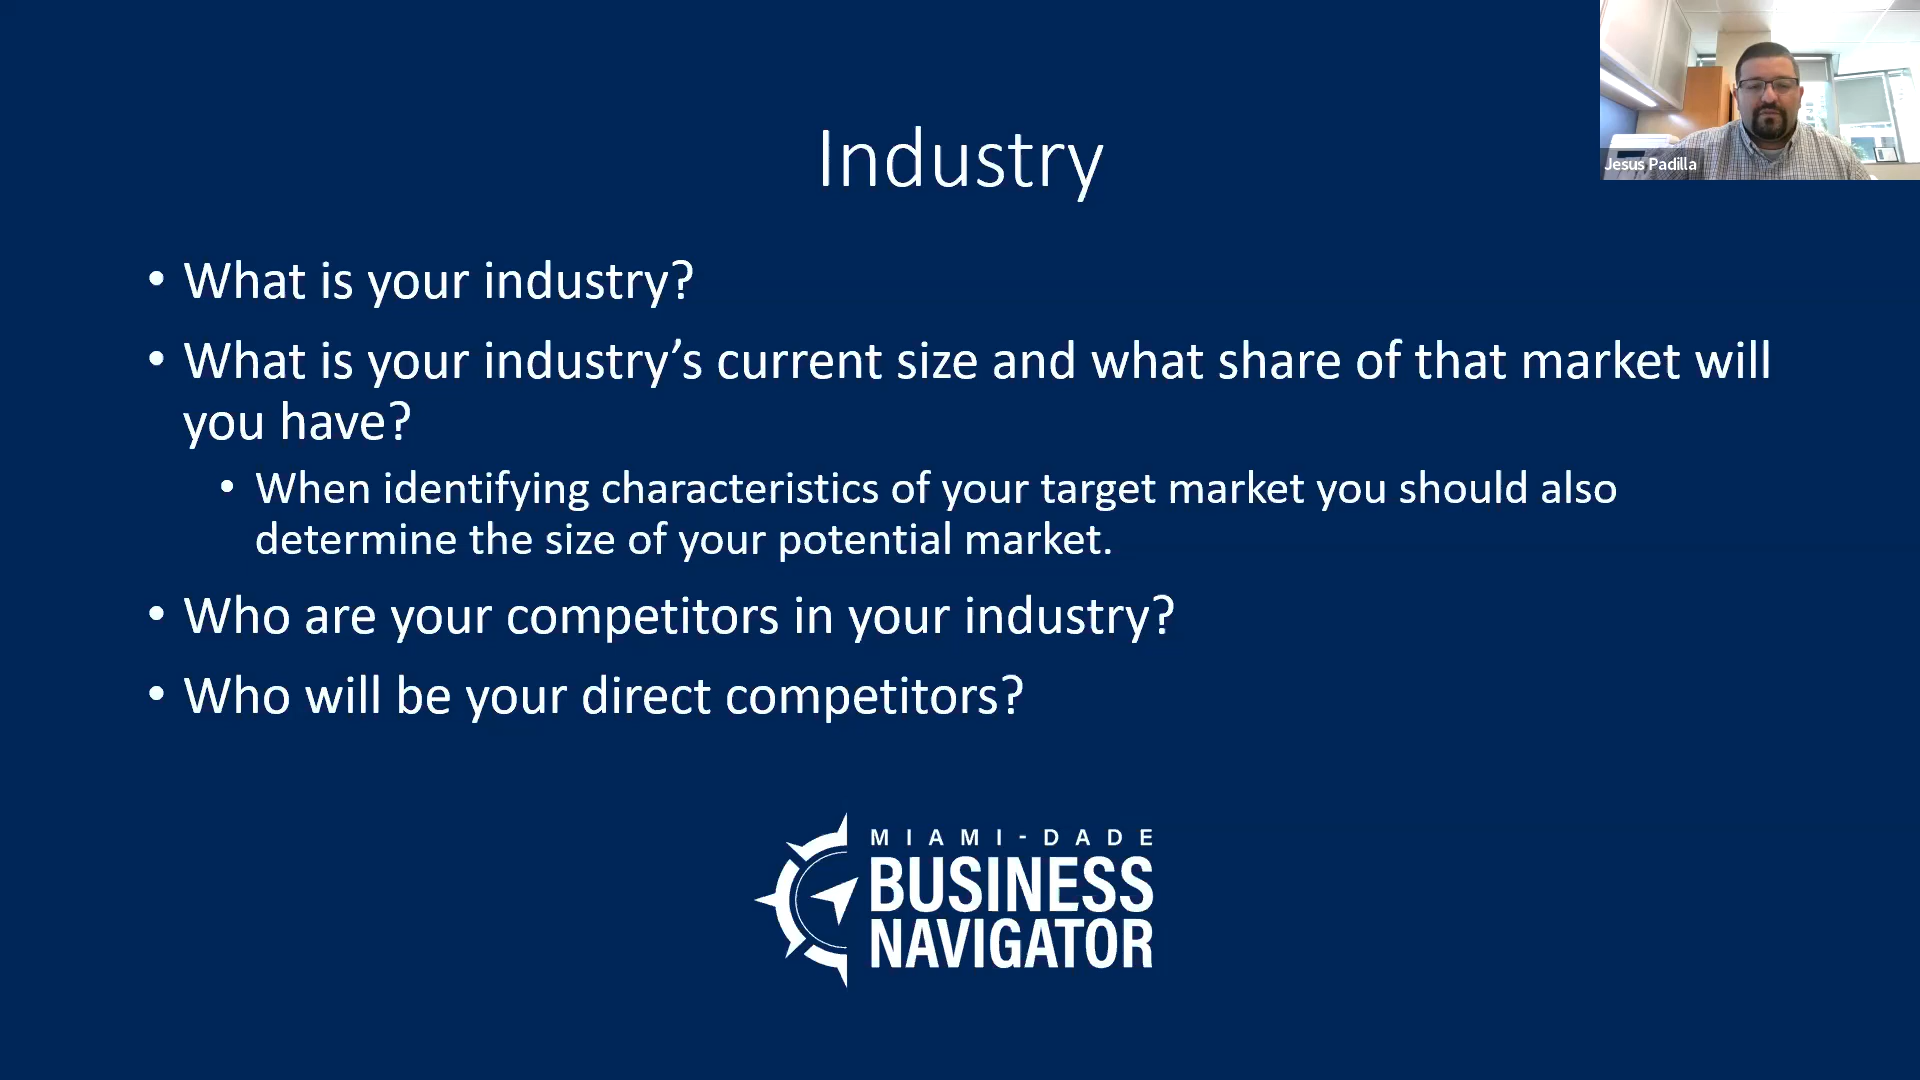 Jesus Padilla
Industry
• What is your industry?
• What is your industry’s current size and what share of that market will
you have?
• When identifying characteristics of your target market you should also
determine the size of your potential market.
• Who are your competitors in your industry?
• Who will be your direct competitors?
MIAMI-DADE
BUSINESS
NAVIGATOR